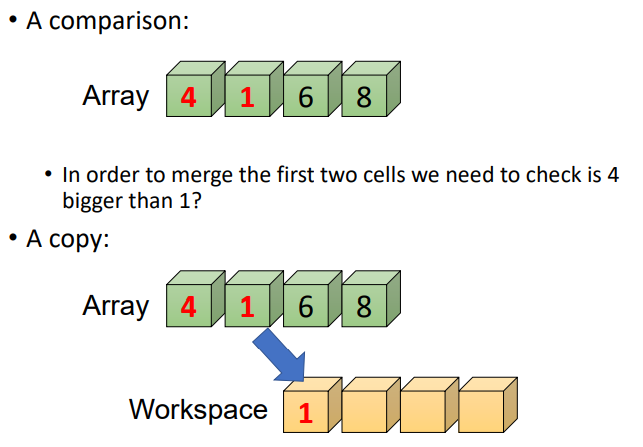 • A comparison:
Array 4 1 6 8
• In order to merge the first two cells we need to check is 4
bigger than 1?
• A copy:
Array 4 1 6 8
Workspace 1